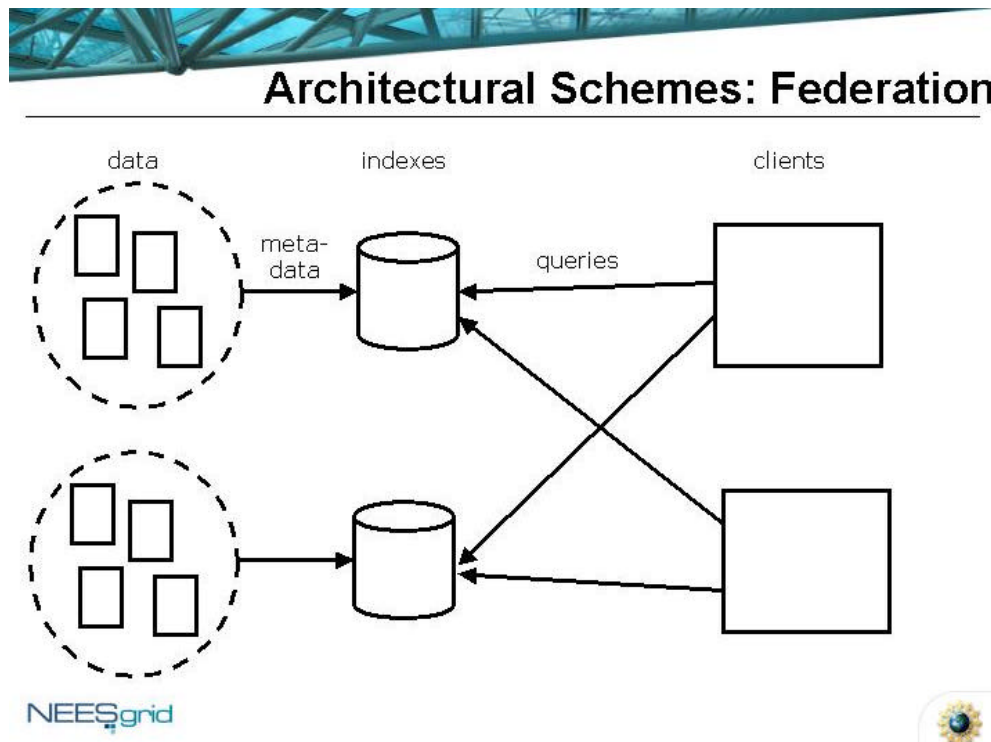 Architectural Schemes: Federation
data
indexes
clients
meta-
data
queries
NEESgrid